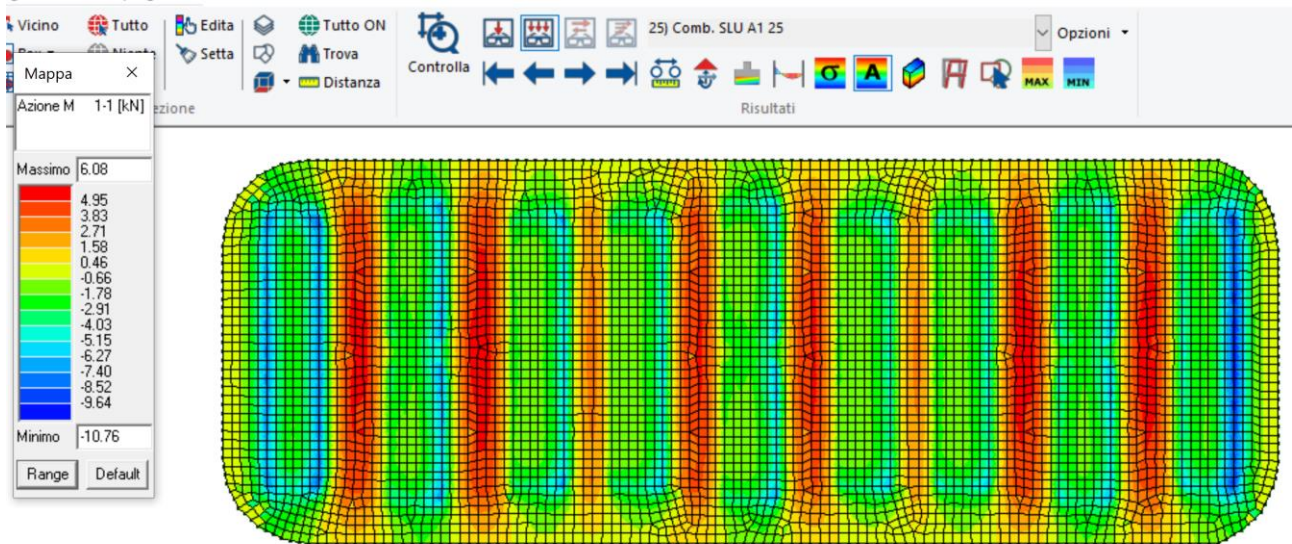 Vicino
Tutto
Edita
Tutto ON
25) Comb. SLU A1 25
Opzioni
Setta
Trova
Controlla
Distanza
Risultati
MAX
MIN
σ
A
Mappa
Azione M 1-1 [kN]
Massimo 6.08
4.95
3.83
2.71
1.58
0.46
-0.66
-1.78
-2.91
-4.03
-5.15
-6.27
-7.40
-8.52
-9.64
Minimo -10.76
Range
Default